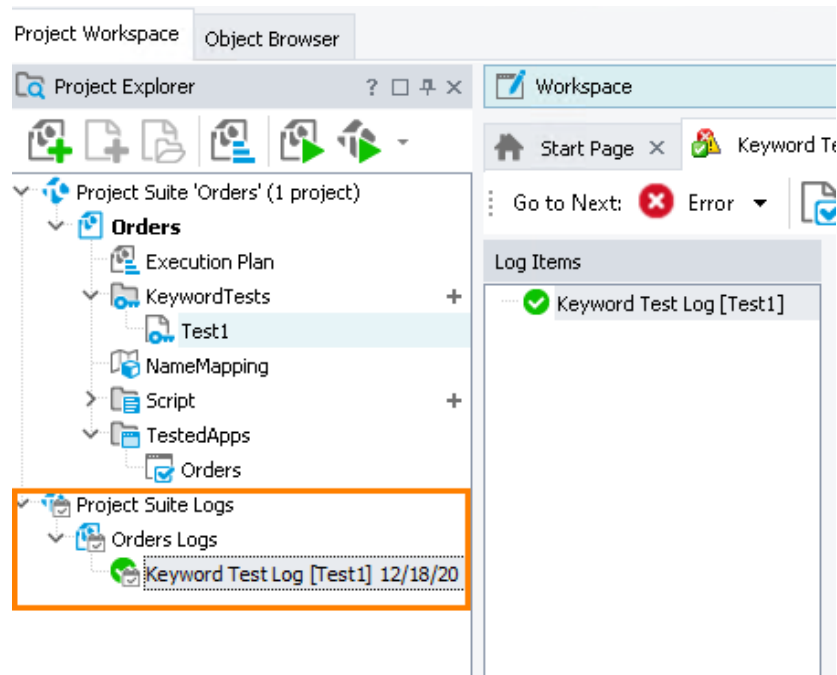 Project Workspace
Object Browser
Project Explorer
Workspace
Start Page
Keyword Te
Go to Next: Error
Project Suite 'Orders' (1 project)
Orders
Execution Plan
KeywordTests
Test1
NameMapping
Script
TestedApps
Orders
Project Suite Logs
Orders Logs
Keyword Test Log [Test1] 12/18/20
Log Items
Keyword Test Log [Test1]